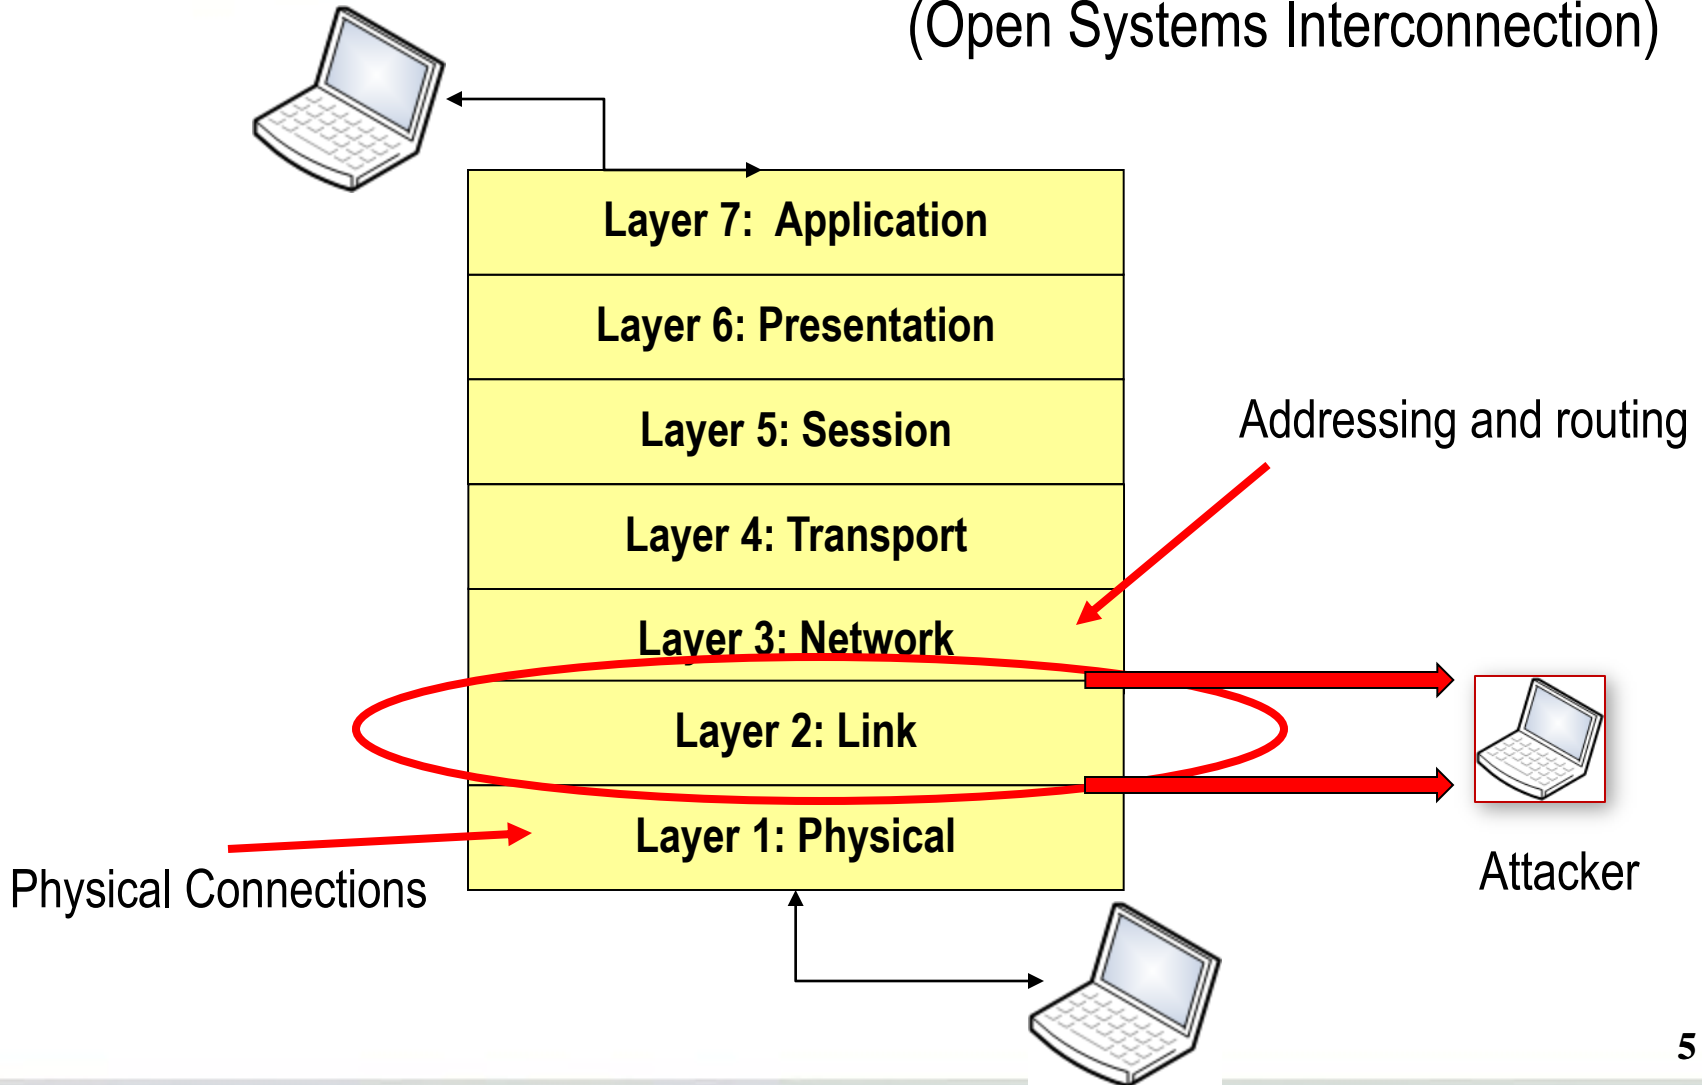 (Open Systems Interconnection)
Layer 7:  Application
Layer 6: Presentation
Layer 5: Session
Addressing and routing
Layer 4: Transport
Layer 3: Network
Layer 2: Link
Layer 1: Physical
Physical Connections
Attacker
5